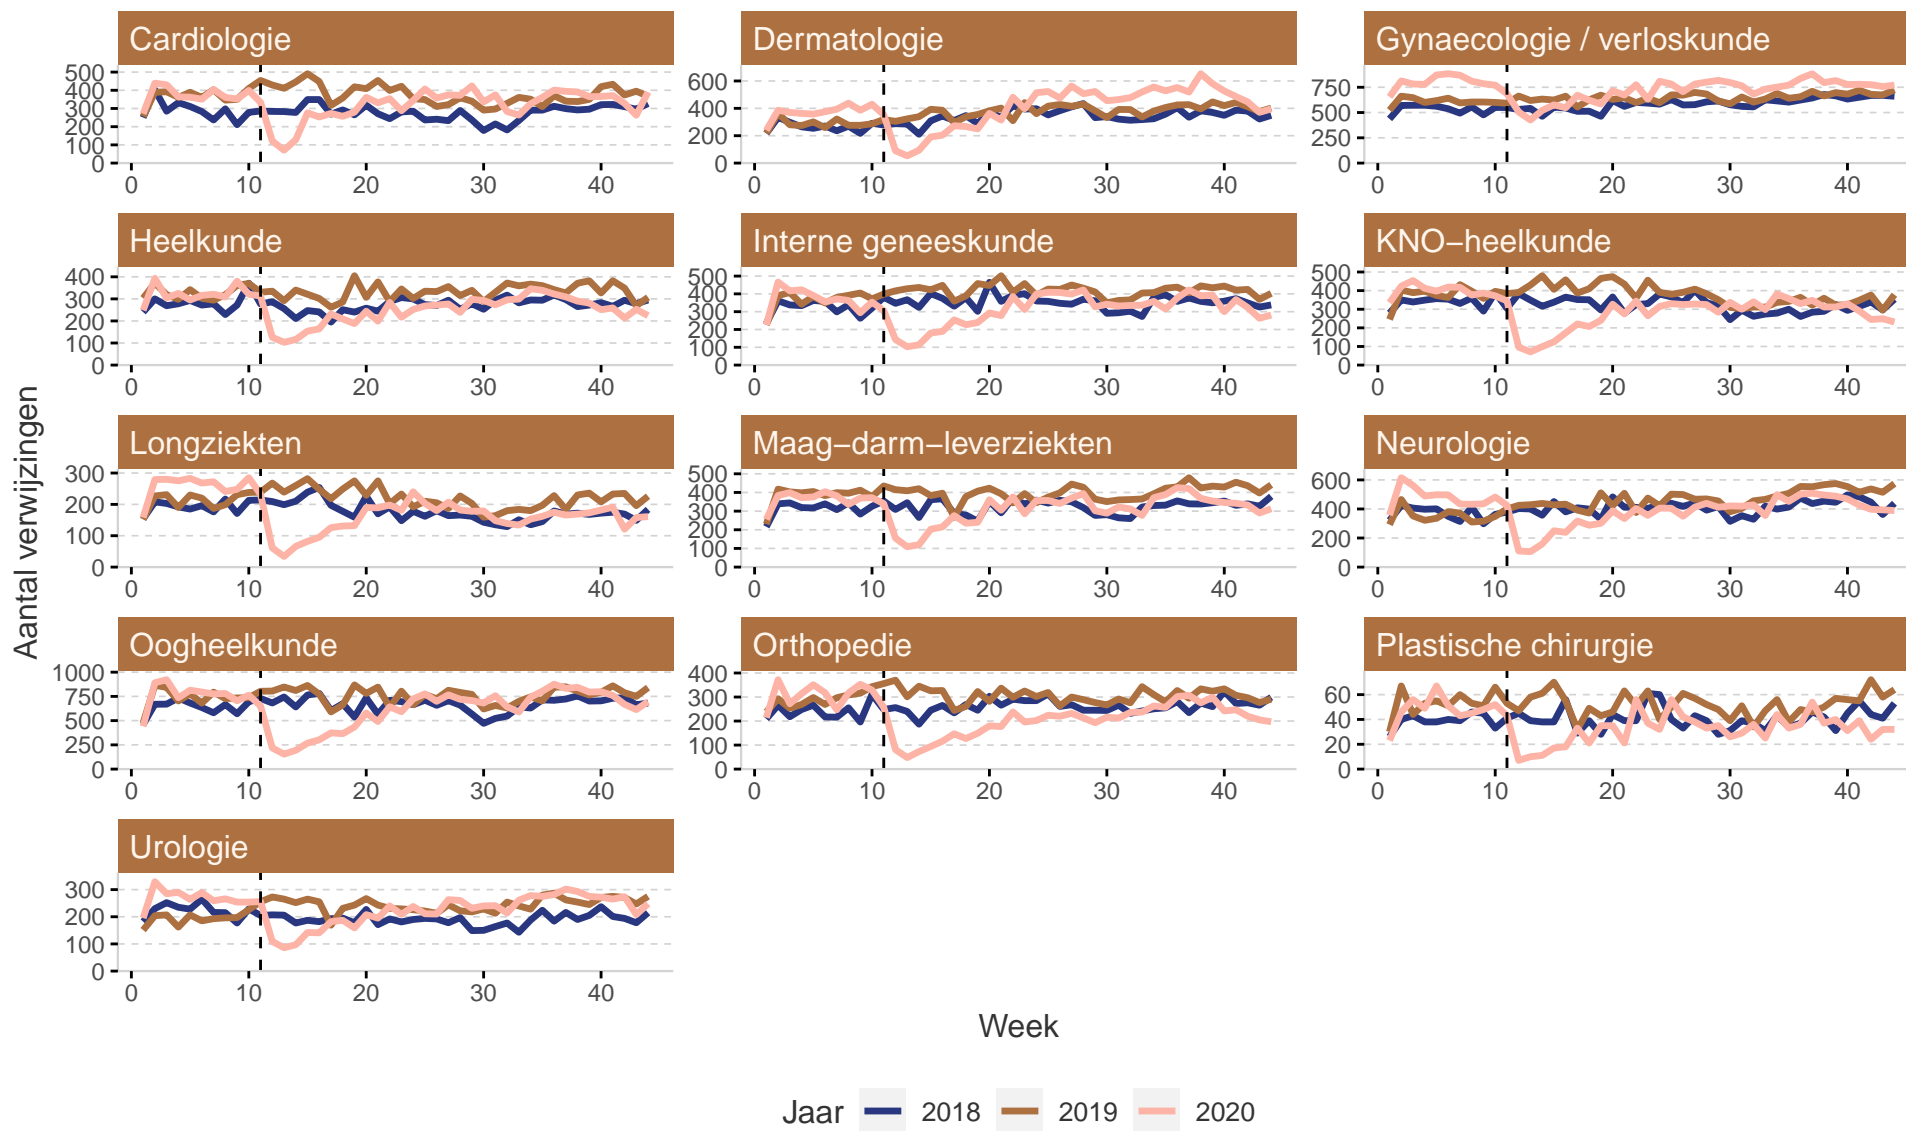 Cardiologie
Dermatologie
Gynaecologie / verloskunde
500
400
300
200
100
0
600
400
200
0
750
500
250
0
0 10 20 30 40
0 10 20 30 40
0 10 20 30 40
Heelkunde
Interne geneeskunde
KNO−heelkunde
400
300
200
100
0
500
400
300
200
100
0
500
400
300
200
100
0
0 10 20 30 40
0 10 20 30 40
0 10 20 30 40
Longziekten
Maag−darm−leverziekten
Neurologie
300
200
100
0
500
400
300
200
100
0
600
400
200
0
0 10 20 30 40
0 10 20 30 40
0 10 20 30 40
Oogheelkunde
Orthopedie
Plastische chirurgie
1000
750
500
250
0
400
300
200
100
0
60
40
20
0
0 10 20 30 40
0 10 20 30 40
0 10 20 30 40
Urologie
300
200
100
0
0 10 20 30 40
Aantal verwijzingen
Week
Jaar 2018 2019 2020